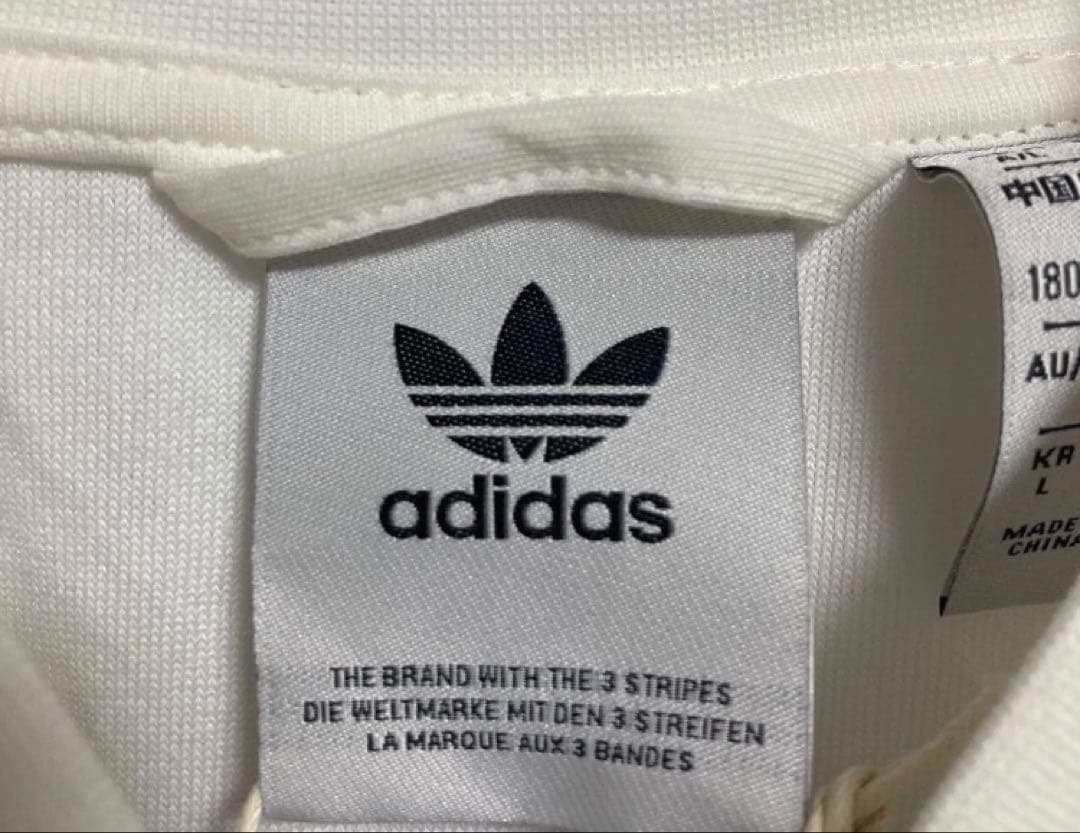 adidas
THE BRAND WITH THE 3 STRIPES
DIE WELTMARKE MIT DEN 3 STREIFEN
LA MARQUE AUX 3 BANDES
中国
180
AU/
KR
L
MADE
CHINA